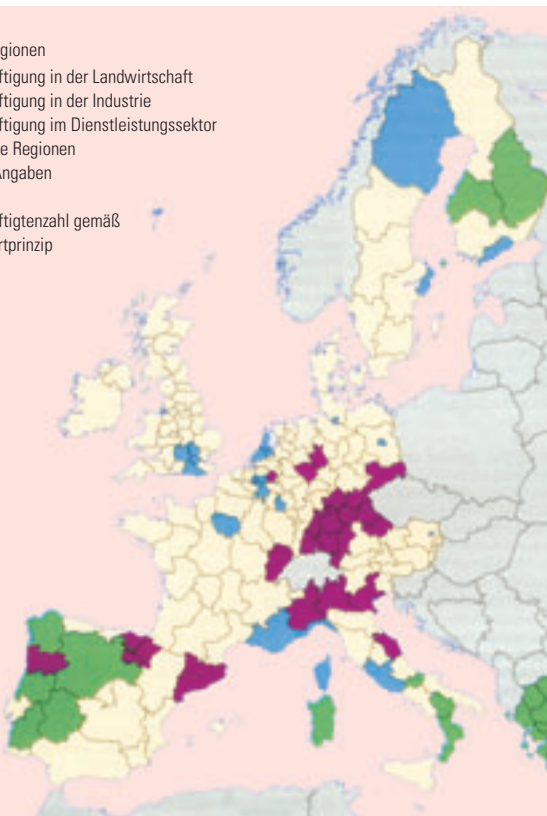 gionen
ftigung in der Landwirtschaft
ftigung in der Industrie
ftigung im Dienstleistungssektor
e Regionen
Angaben
ftigtenzahl gemäß
rtprinzip